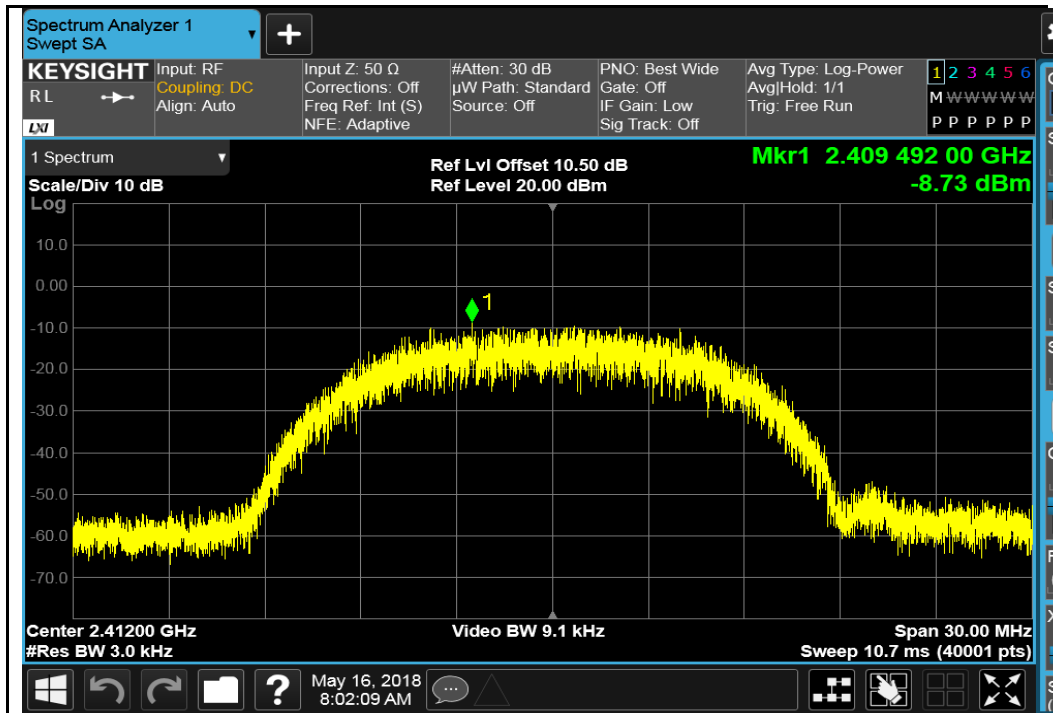 Spectrum Analyzer 1
Swept SA
+
KEYSIGHT
RL
LXI
Input: RF
Coupling: DC
Align: Auto
Input Z: 50 Ω
Corrections: Off
Freq Ref: Int (S)
NFE: Adaptive
#Atten: 30 dB
µW Path: Standard
Source: Off
PNO: Best Wide
Gate: Off
IF Gain: Low
Sig Track: Off
Avg Type: Log-Power
Avg|Hold: 1/1
Trig: Free Run
1 2 3 4 5 6
M W W W W W
P P P P P P
1 Spectrum
Scale/Div 10 dB
Log
Ref Lvl Offset 10.50 dB
Ref Level 20.00 dBm
Mkr1 2.409 492 00 GHz
-8.73 dBm
10.0
0.00
-10.0
-20.0
-30.0
-40.0
-50.0
-60.0
-70.0
1
Center 2.41200 GHz
#Res BW 3.0 kHz
Video BW 9.1 kHz
Span 30.00 MHz
Sweep 10.7 ms (40001 pts)
?
May 16, 2018
8:02:09 AM